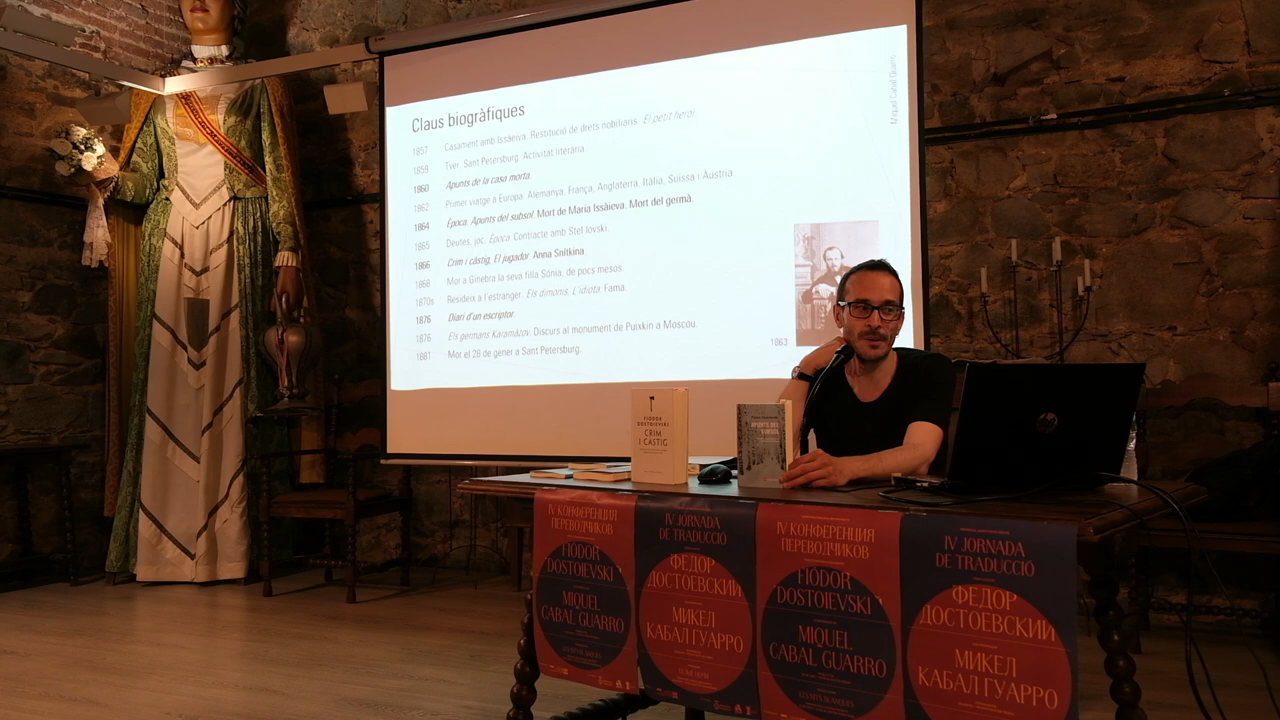 Claus biogràfiques
1857 Casament amb Issàieva. Restitució de drets nobiliaris. El petit heroi.
1859 Tver. Sant Petersburg. Activitat literària.
1860 Apunts de la casa morta.
1862 Primer viatge a Europa: Alemanya, França, Anglaterra, Itàlia, Suïssa i Àustria.
1864 Època. Apunts del subsol. Mort de Maria Issàieva. Mort del germà.
1865 Deutes, joc. Època. Contracte amb Stel·lovski.
1866 Crim i càstig, El jugador. Anna Snítkina
1868 Mor a Ginebra la seva filla Sónia, de pocs mesos.
1870s Resideix a l'estranger. Els dimonis, L'idiota. Fama.
1876 Diari d'un escriptor.
1876 Els germans Karamàzov. Discurs al monument de Puixkin a Moscou.
1881 Mor el 28 de gener a Sant Petersburg.
1863
Miquel Cabal Guarro
FIÓDOR
DOSTOIEVSKI
CRIM
I CÀSTIG
APUNTS DEL
SUBSOL
IV КОНФЕРЕНЦИЯ
ПЕРЕВОДЧИКОВ
FIÓDOR
DOSTOIEVSKI
MIQUEL
CABAL GUARRO
IV JORNADA
DE TRADUCCIÓ
ФЕДОР
ДОСТОЕВСКИЙ
МИКЕЛ
КАБАЛ ГУАРРО
IV КОНФЕРЕНЦИЯ
ПЕРЕВОДЧИКОВ
FIÓDOR
DOSTOIEVSKI
MIQUEL
CABAL GUARRO
IV JORNADA
DE TRADUCCIÓ
ФЕДОР
ДОСТОЕВСКИЙ
МИКЕЛ
КАБАЛ ГУАРРО